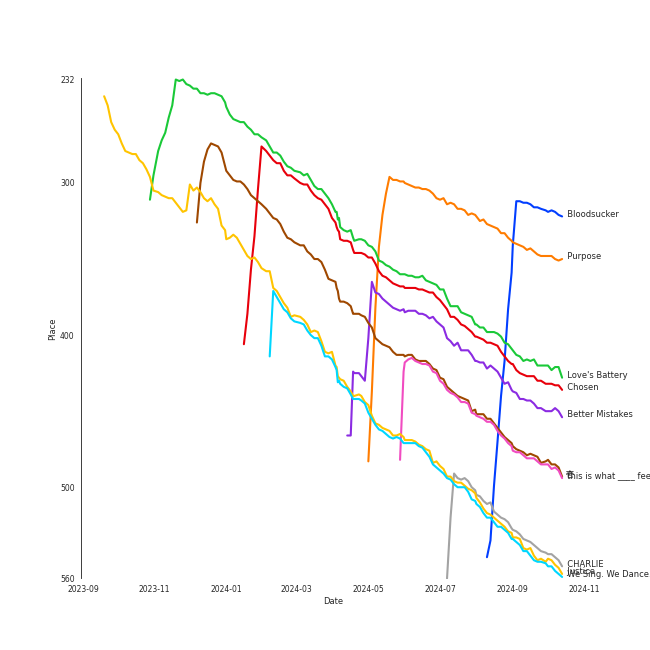 232
300
400
500
560
Place
2023-09
2023-11
2024-01
2024-03
2024-05
2024-07
2024-09
2024-11
Date
Bloodsucker
Purpose
Love's Battery
Chosen
Better Mistakes
This is what ____ fee
CHARLIE
Justice
We Sing. We Dance.